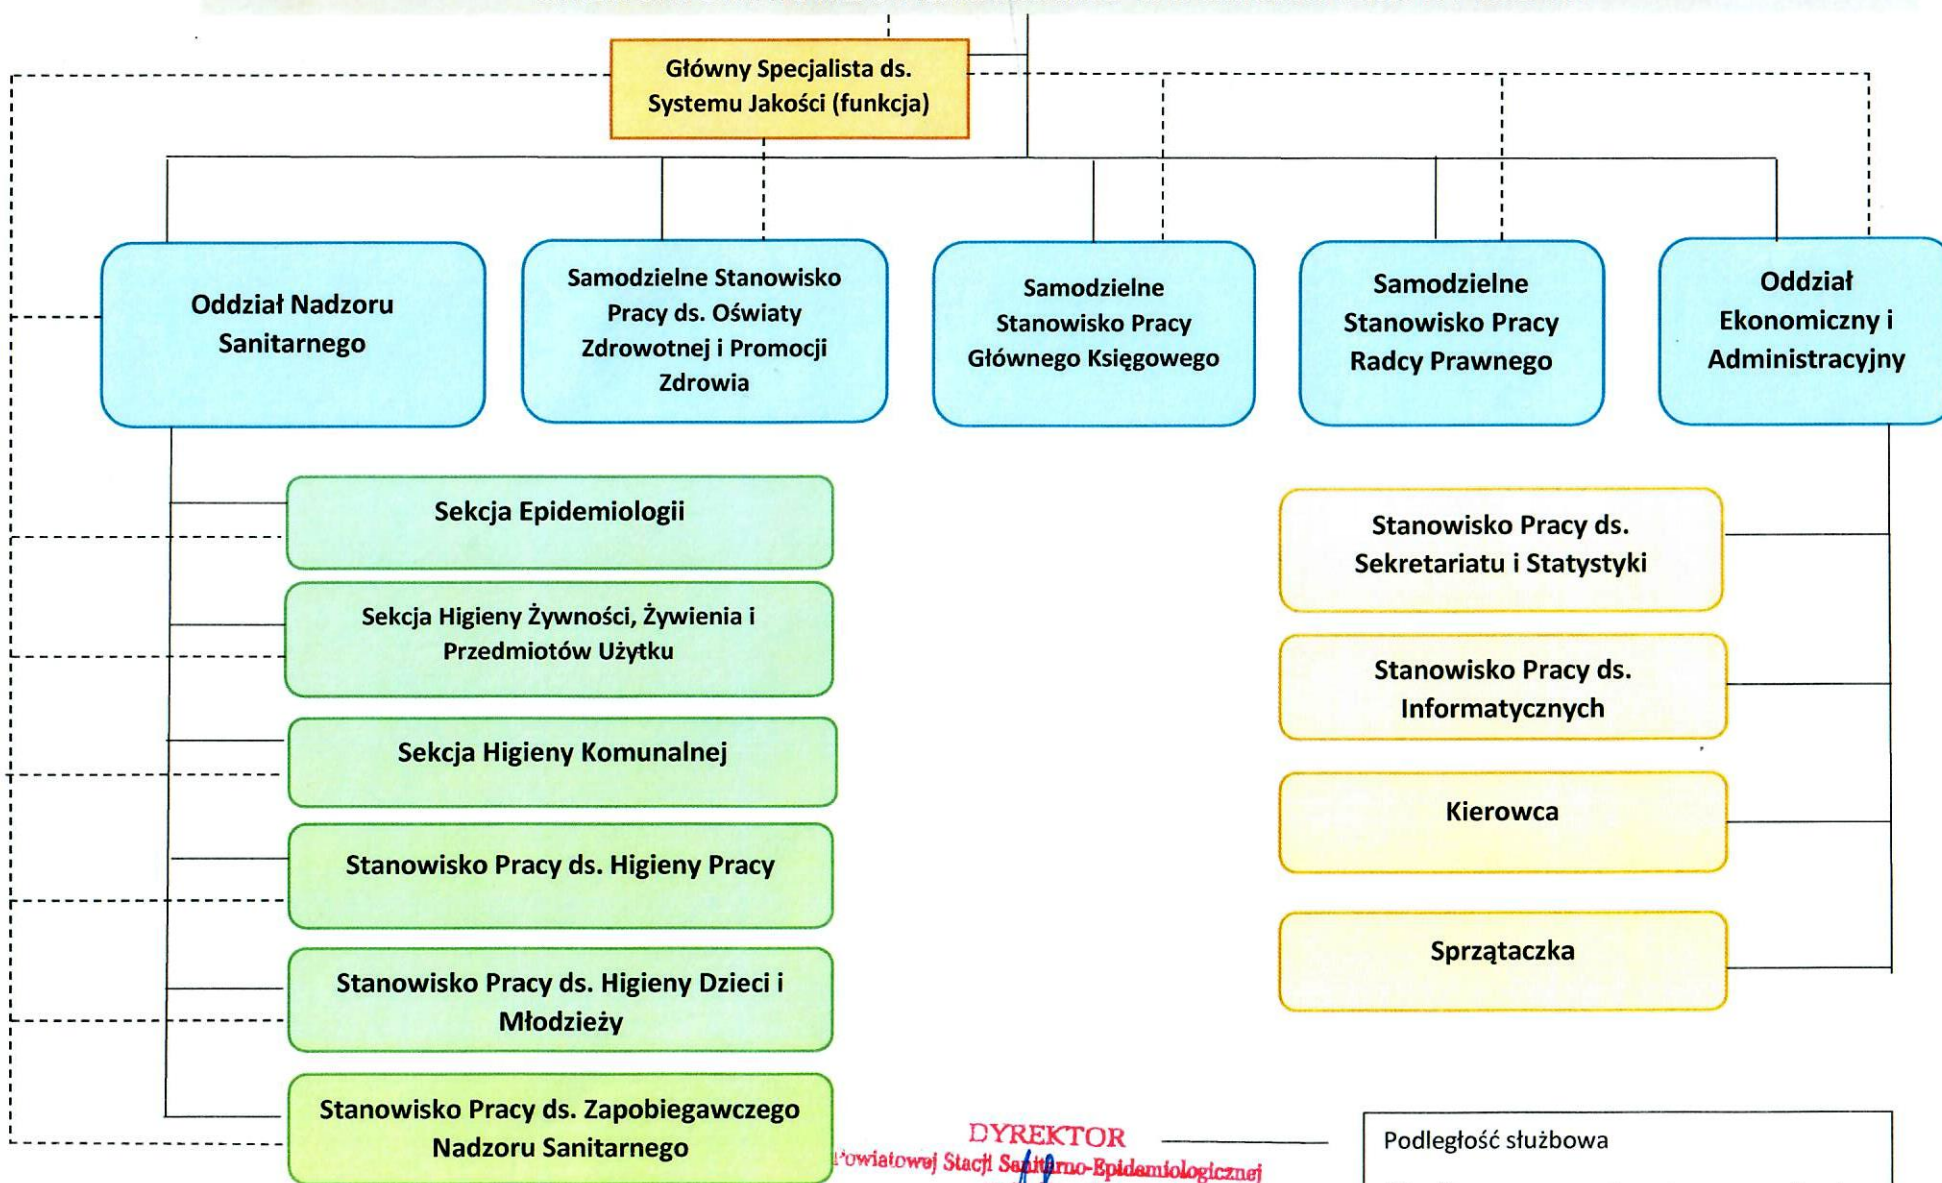 Główny Specjalista ds.
Systemu Jakości (funkcja)
Oddział Nadzoru
Sanitarnego
Samodzielne Stanowisko
Pracy ds. Oświaty
Zdrowotnej i Promocji
Zdrowia
Samodzielne
Stanowisko Pracy
Głównego Księgowego
Samodzielne
Stanowisko Pracy
Radcy Prawnego
Oddział
Ekonomiczny i
Administracyjny
Sekcja Epidemiologii
Sekcja Higieny Żywności, Żywienia i
Przedmiotów Użytku
Sekcja Higieny Komunalnej
Stanowisko Pracy ds. Higieny Pracy
Stanowisko Pracy ds. Higieny Dzieci i
Młodzieży
Stanowisko Pracy ds. Zapobiegawczego
Nadzoru Sanitarnego
Stanowisko Pracy ds.
Sekretariatu i Statystyki
Stanowisko Pracy ds.
Informatycznych
Kierowca
Sprzątaczka
DYREKTOR
Powiatowej Stacji Sanitarno-Epidemiologicznej
Podległość służbowa